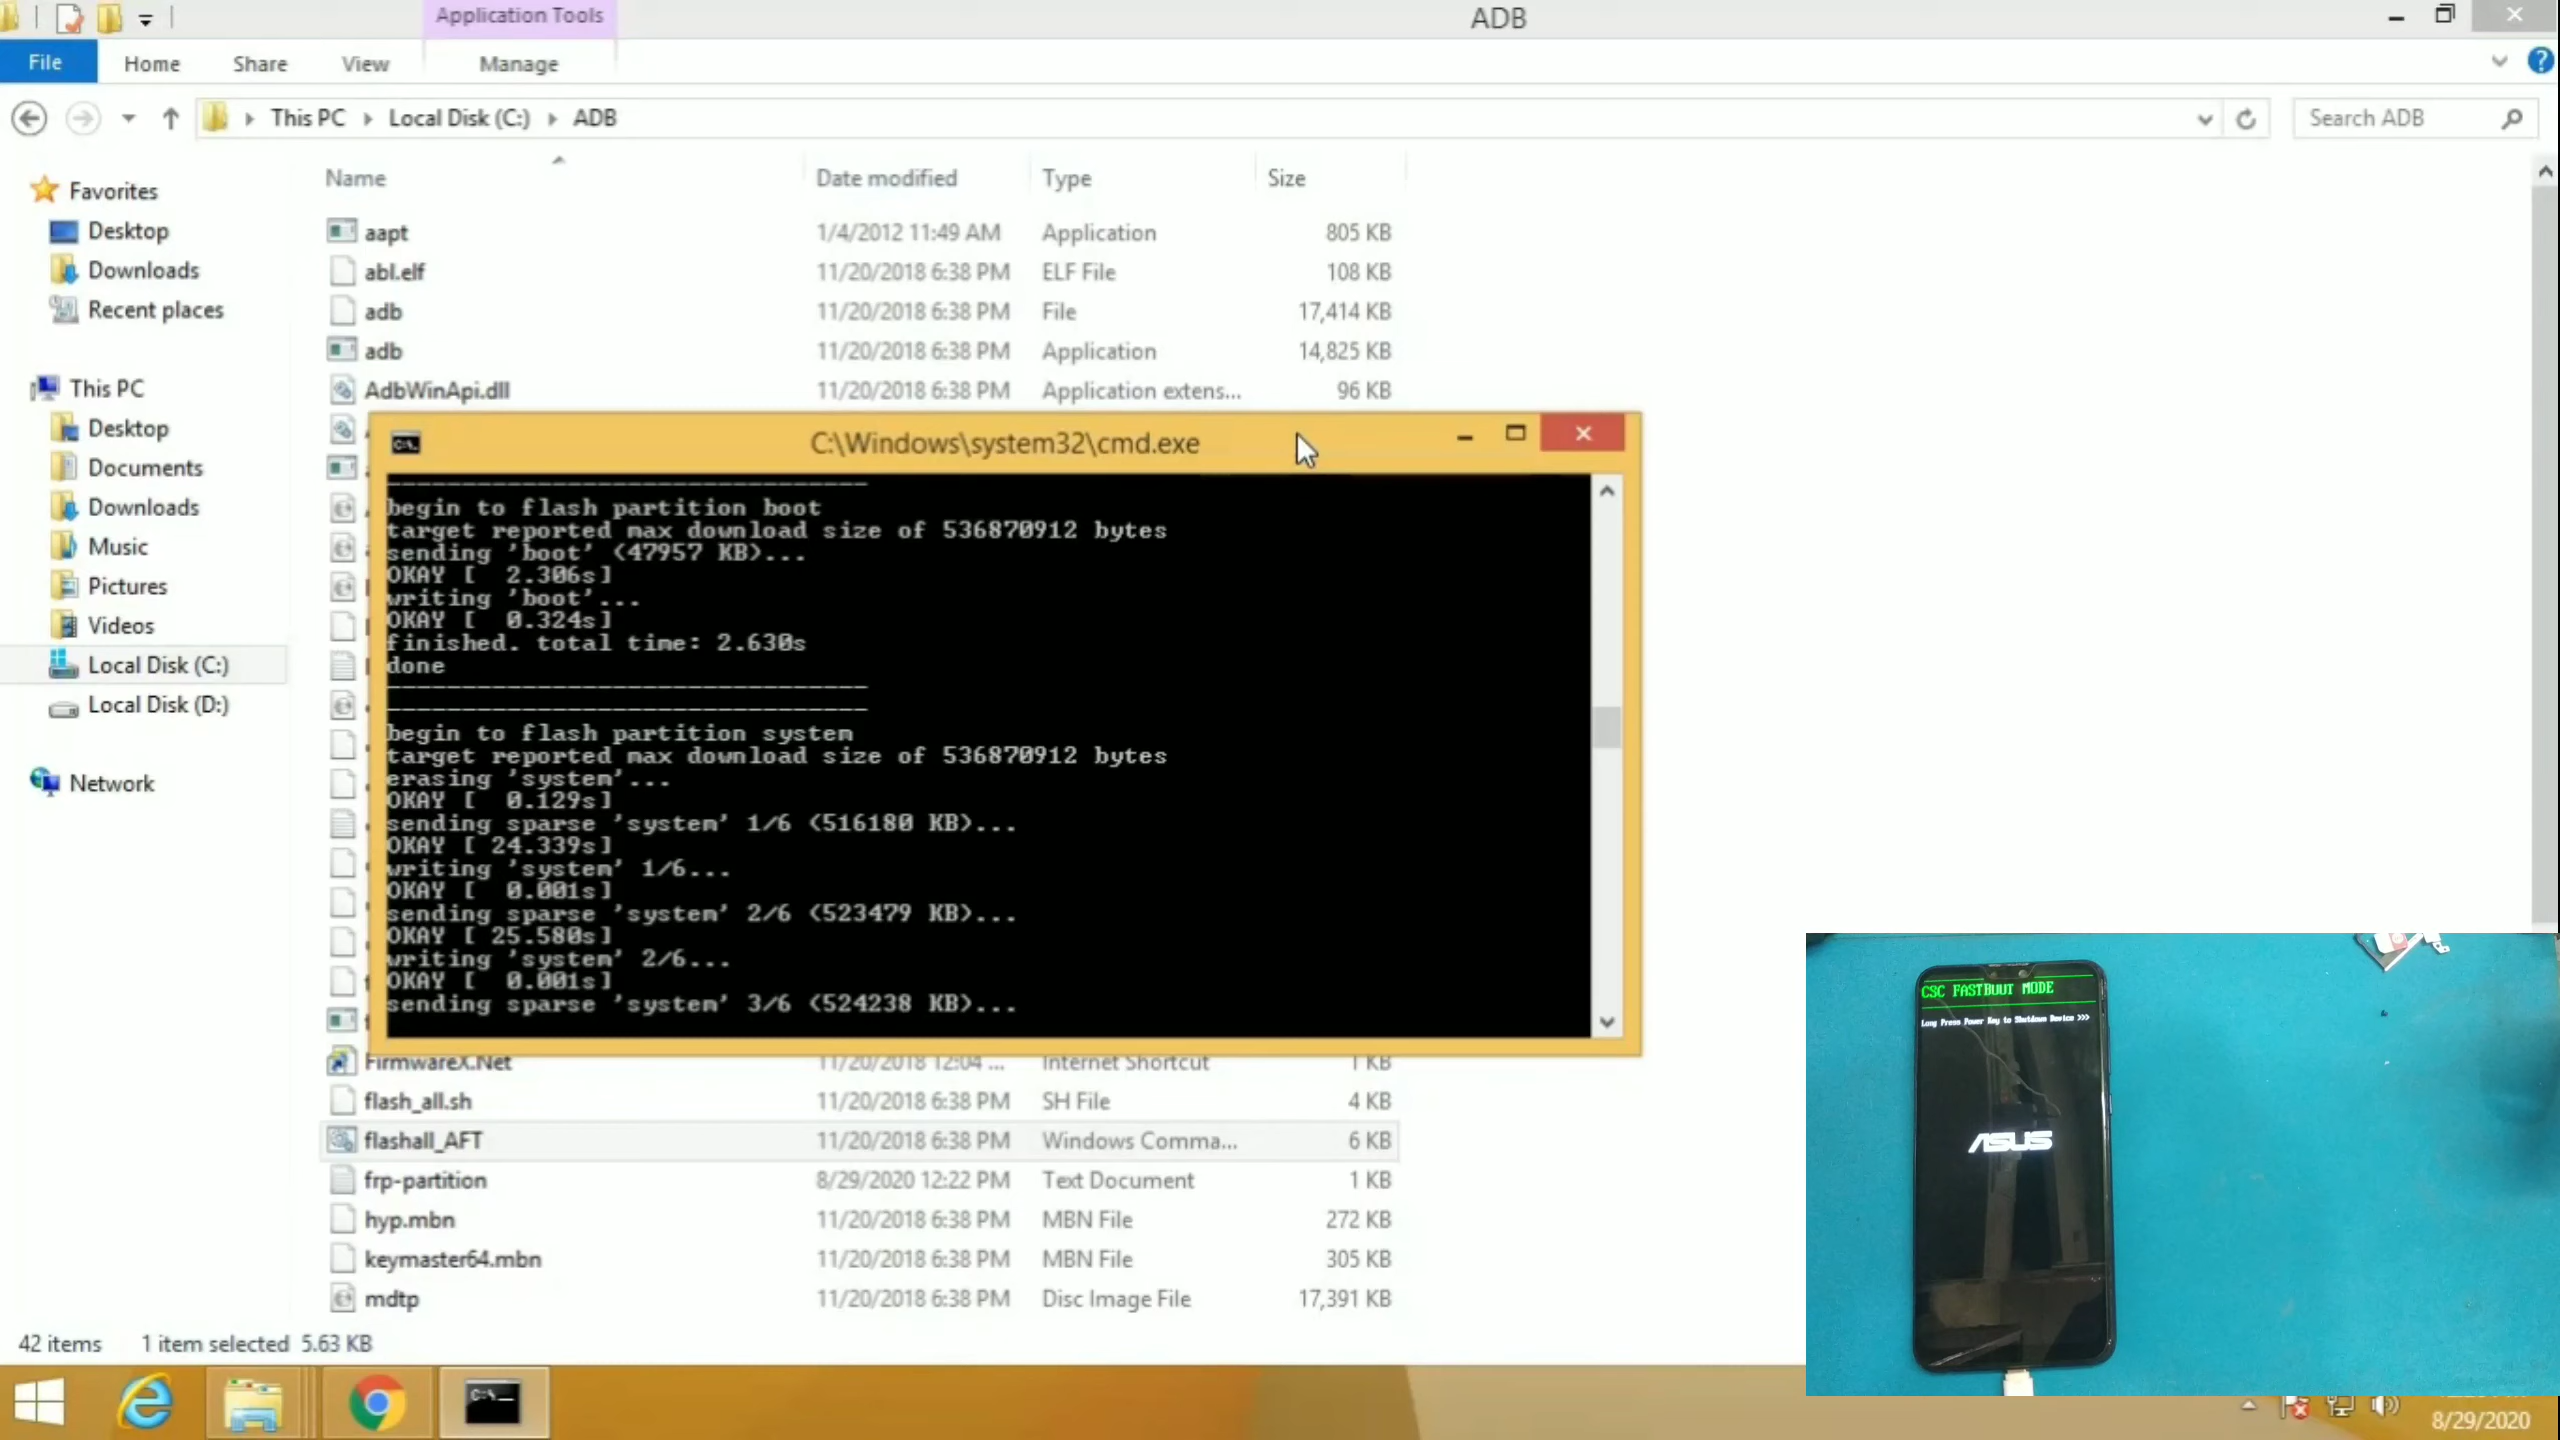 Application Tools
ADB
File
Home
Share
View
Manage
This PC
Local Disk (C:)
ADB
Search ADB
Name
Date modified
Type
Size
Favorites
Desktop
Downloads
Recent places
This PC
Desktop
Documents
Downloads
Music
Pictures
Videos
Local Disk (C:)
Local Disk (D:)
Network
aapt 1/4/2012 11:49 AM Application 805 KB
abl.elf 11/20/2018 6:38 PM ELF File 108 KB
adb 11/20/2018 6:38 PM File 17,414 KB
adb 11/20/2018 6:38 PM Application 14,825 KB
AdbWinApi.dll 11/20/2018 6:38 PM Application extens... 96 KB
C:\Windows\system32\cmd.exe
begin to flash partition boot
target reported max download size of 536870912 bytes
sending 'boot' (47957 KB)...
OKAY [ 2.306s]
writing 'boot'...
OKAY [ 0.324s]
finished. total time: 2.630s
done
begin to flash partition system
target reported max download size of 536870912 bytes
erasing 'system'...
OKAY [ 0.129s]
sending sparse 'system' 1/6 (516180 KB)...
OKAY [ 24.339s]
writing 'system' 1/6...
OKAY [ 0.001s]
sending sparse 'system' 2/6 (523479 KB)...
OKAY [ 25.580s]
writing 'system' 2/6...
OKAY [ 0.001s]
sending sparse 'system' 3/6 (524238 KB)...
FirmwareX.Net 11/20/2018 12:04 ... Internet Shortcut 1 KB
flash_all.sh 11/20/2018 6:38 PM SH File 4 KB
flashall_AFT 11/20/2018 6:38 PM Windows Comma... 6 KB
frp-partition 8/29/2020 12:22 PM Text Document 1 KB
hyp.mbn 11/20/2018 6:38 PM MBN File 272 KB
keymaster64.mbn 11/20/2018 6:38 PM MBN File 305 KB
mdtp 11/20/2018 6:38 PM Disc Image File 17,391 KB
42 items 1 item selected 5.63 KB
CSC FASTBOOT MODE
Long Press Power Key to Shutdown Device >>>
ASUS
8/29/2020